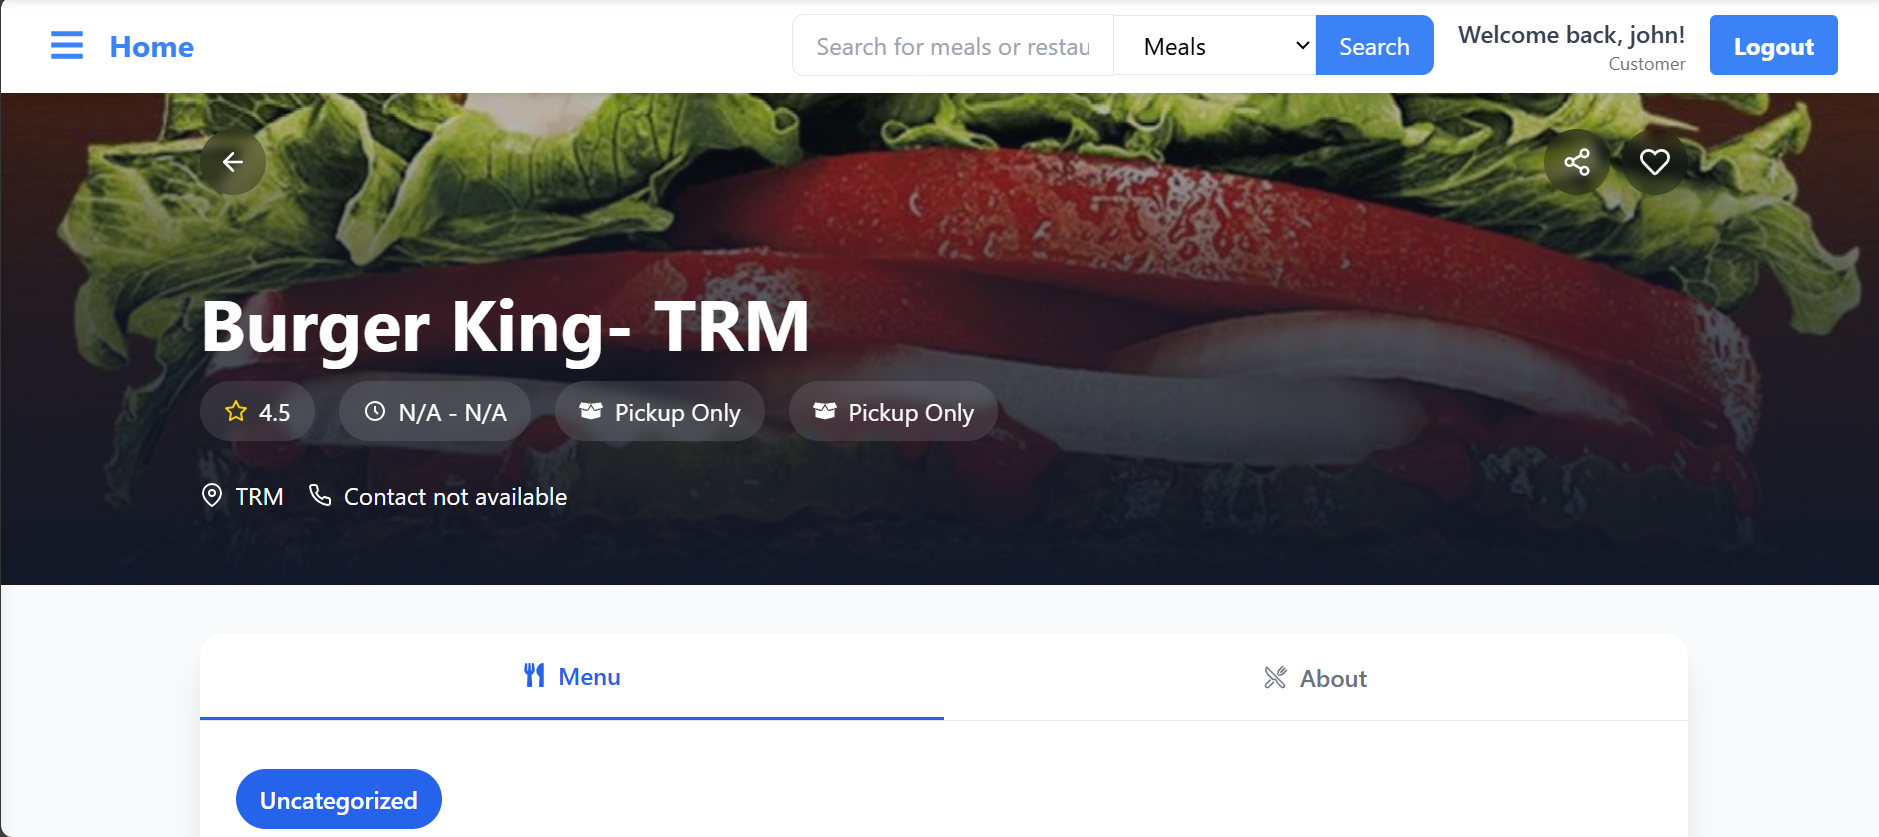 Home
Search for meals or restau
Meals
Search
Welcome back, john!
Customer
Logout
Burger King- TRM
4.5
N/A - N/A
Pickup Only
Pickup Only
TRM
Contact not available
Menu
About
Uncategorized